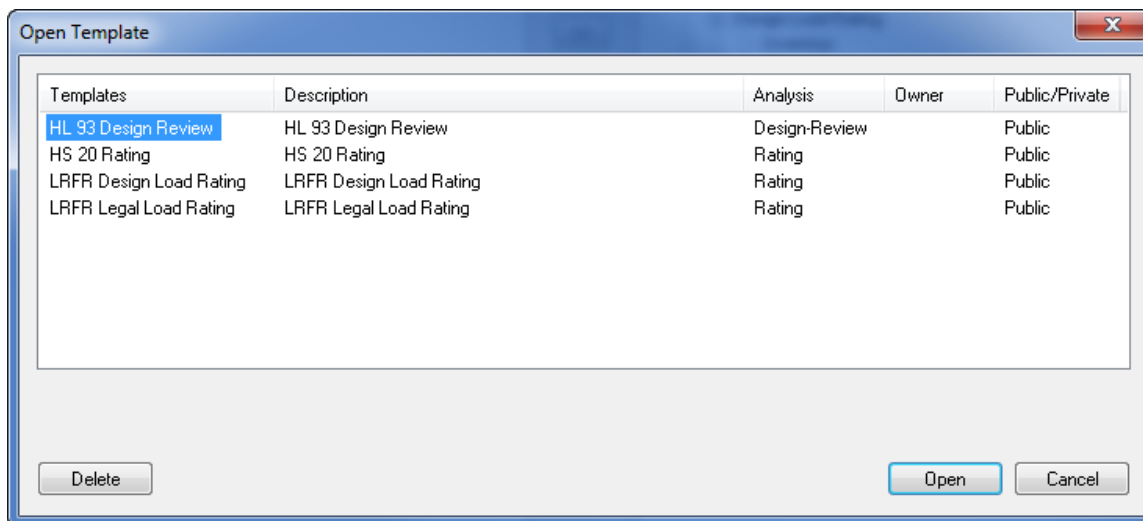 Open Template
Templates Description Analysis Owner Public/Private
HL 93 Design Review HL 93 Design Review Design-Review Public
HS 20 Rating HS 20 Rating Rating Public
LRFR Design Load Rating LRFR Design Load Rating Rating Public
LRFR Legal Load Rating LRFR Legal Load Rating Rating Public
Delete Open Cancel